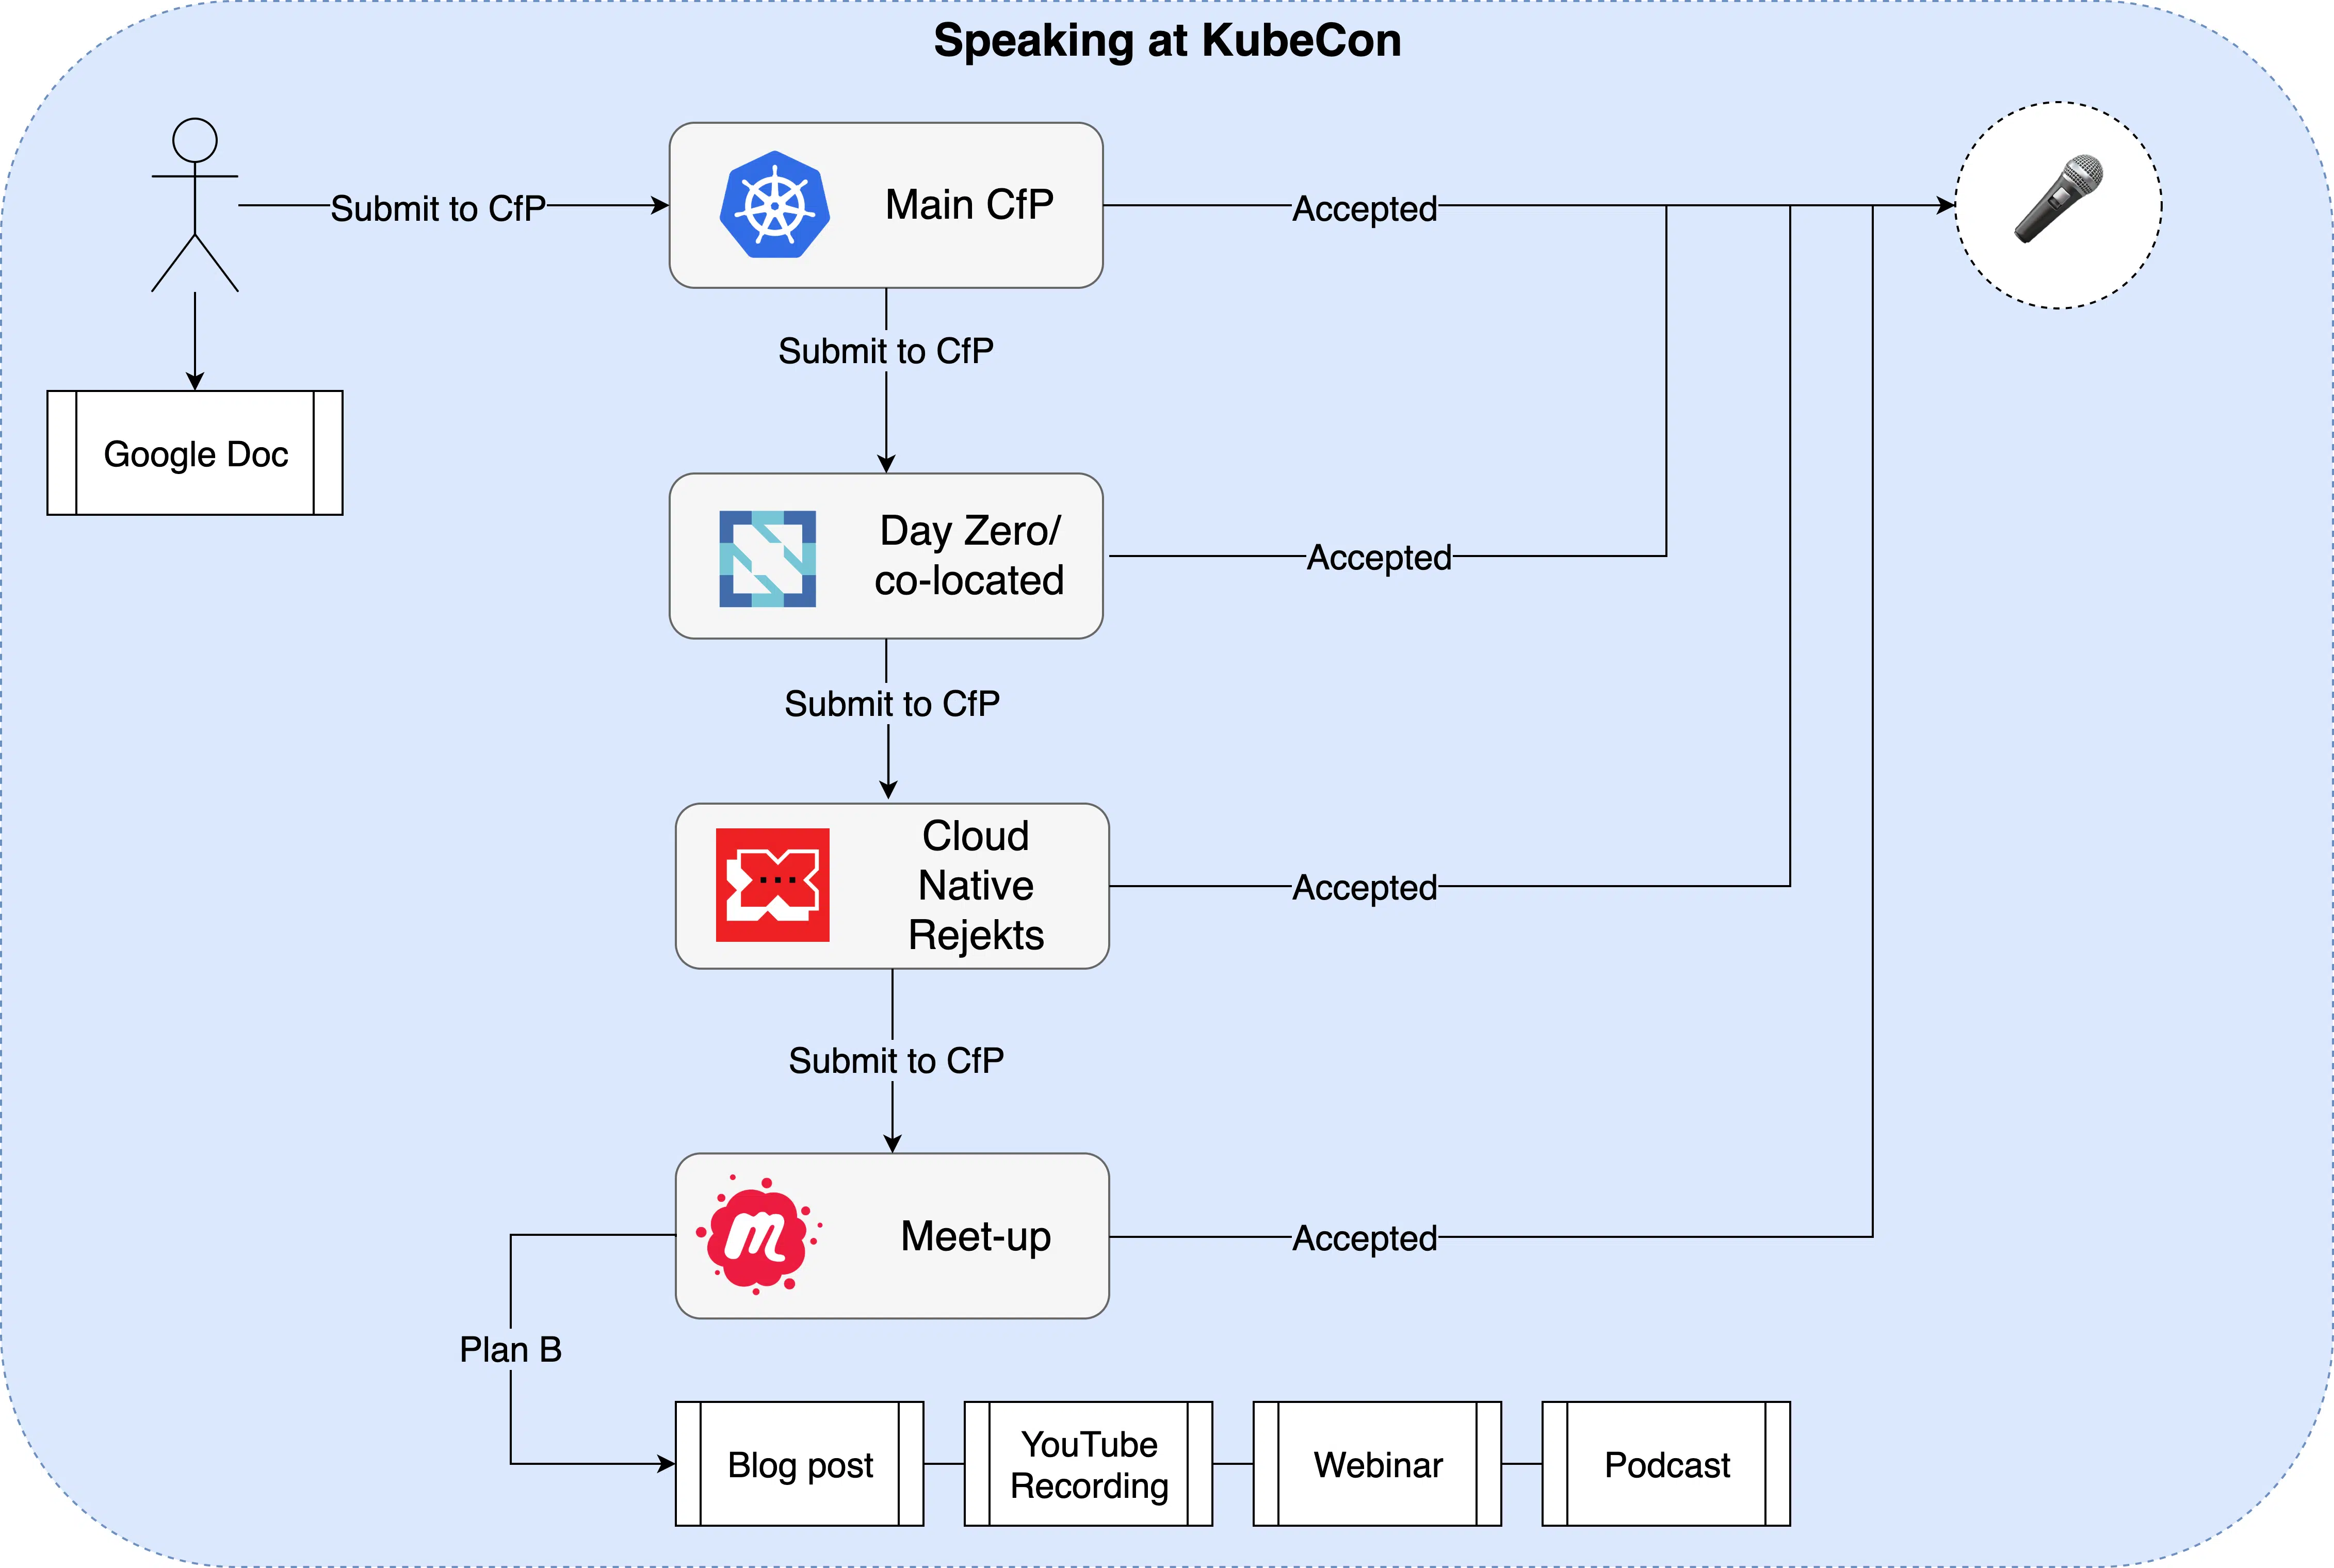 Speaking at KubeCon
Submit to CfP
Main CfP
Accepted
Submit to CfP
Google Doc
Day Zero/
co-located
Accepted
Submit to CfP
Cloud
Native
Rejekts
Accepted
Submit to CfP
m
Meet-up
Accepted
Plan B
Blog post
YouTube
Recording
Webinar
Podcast